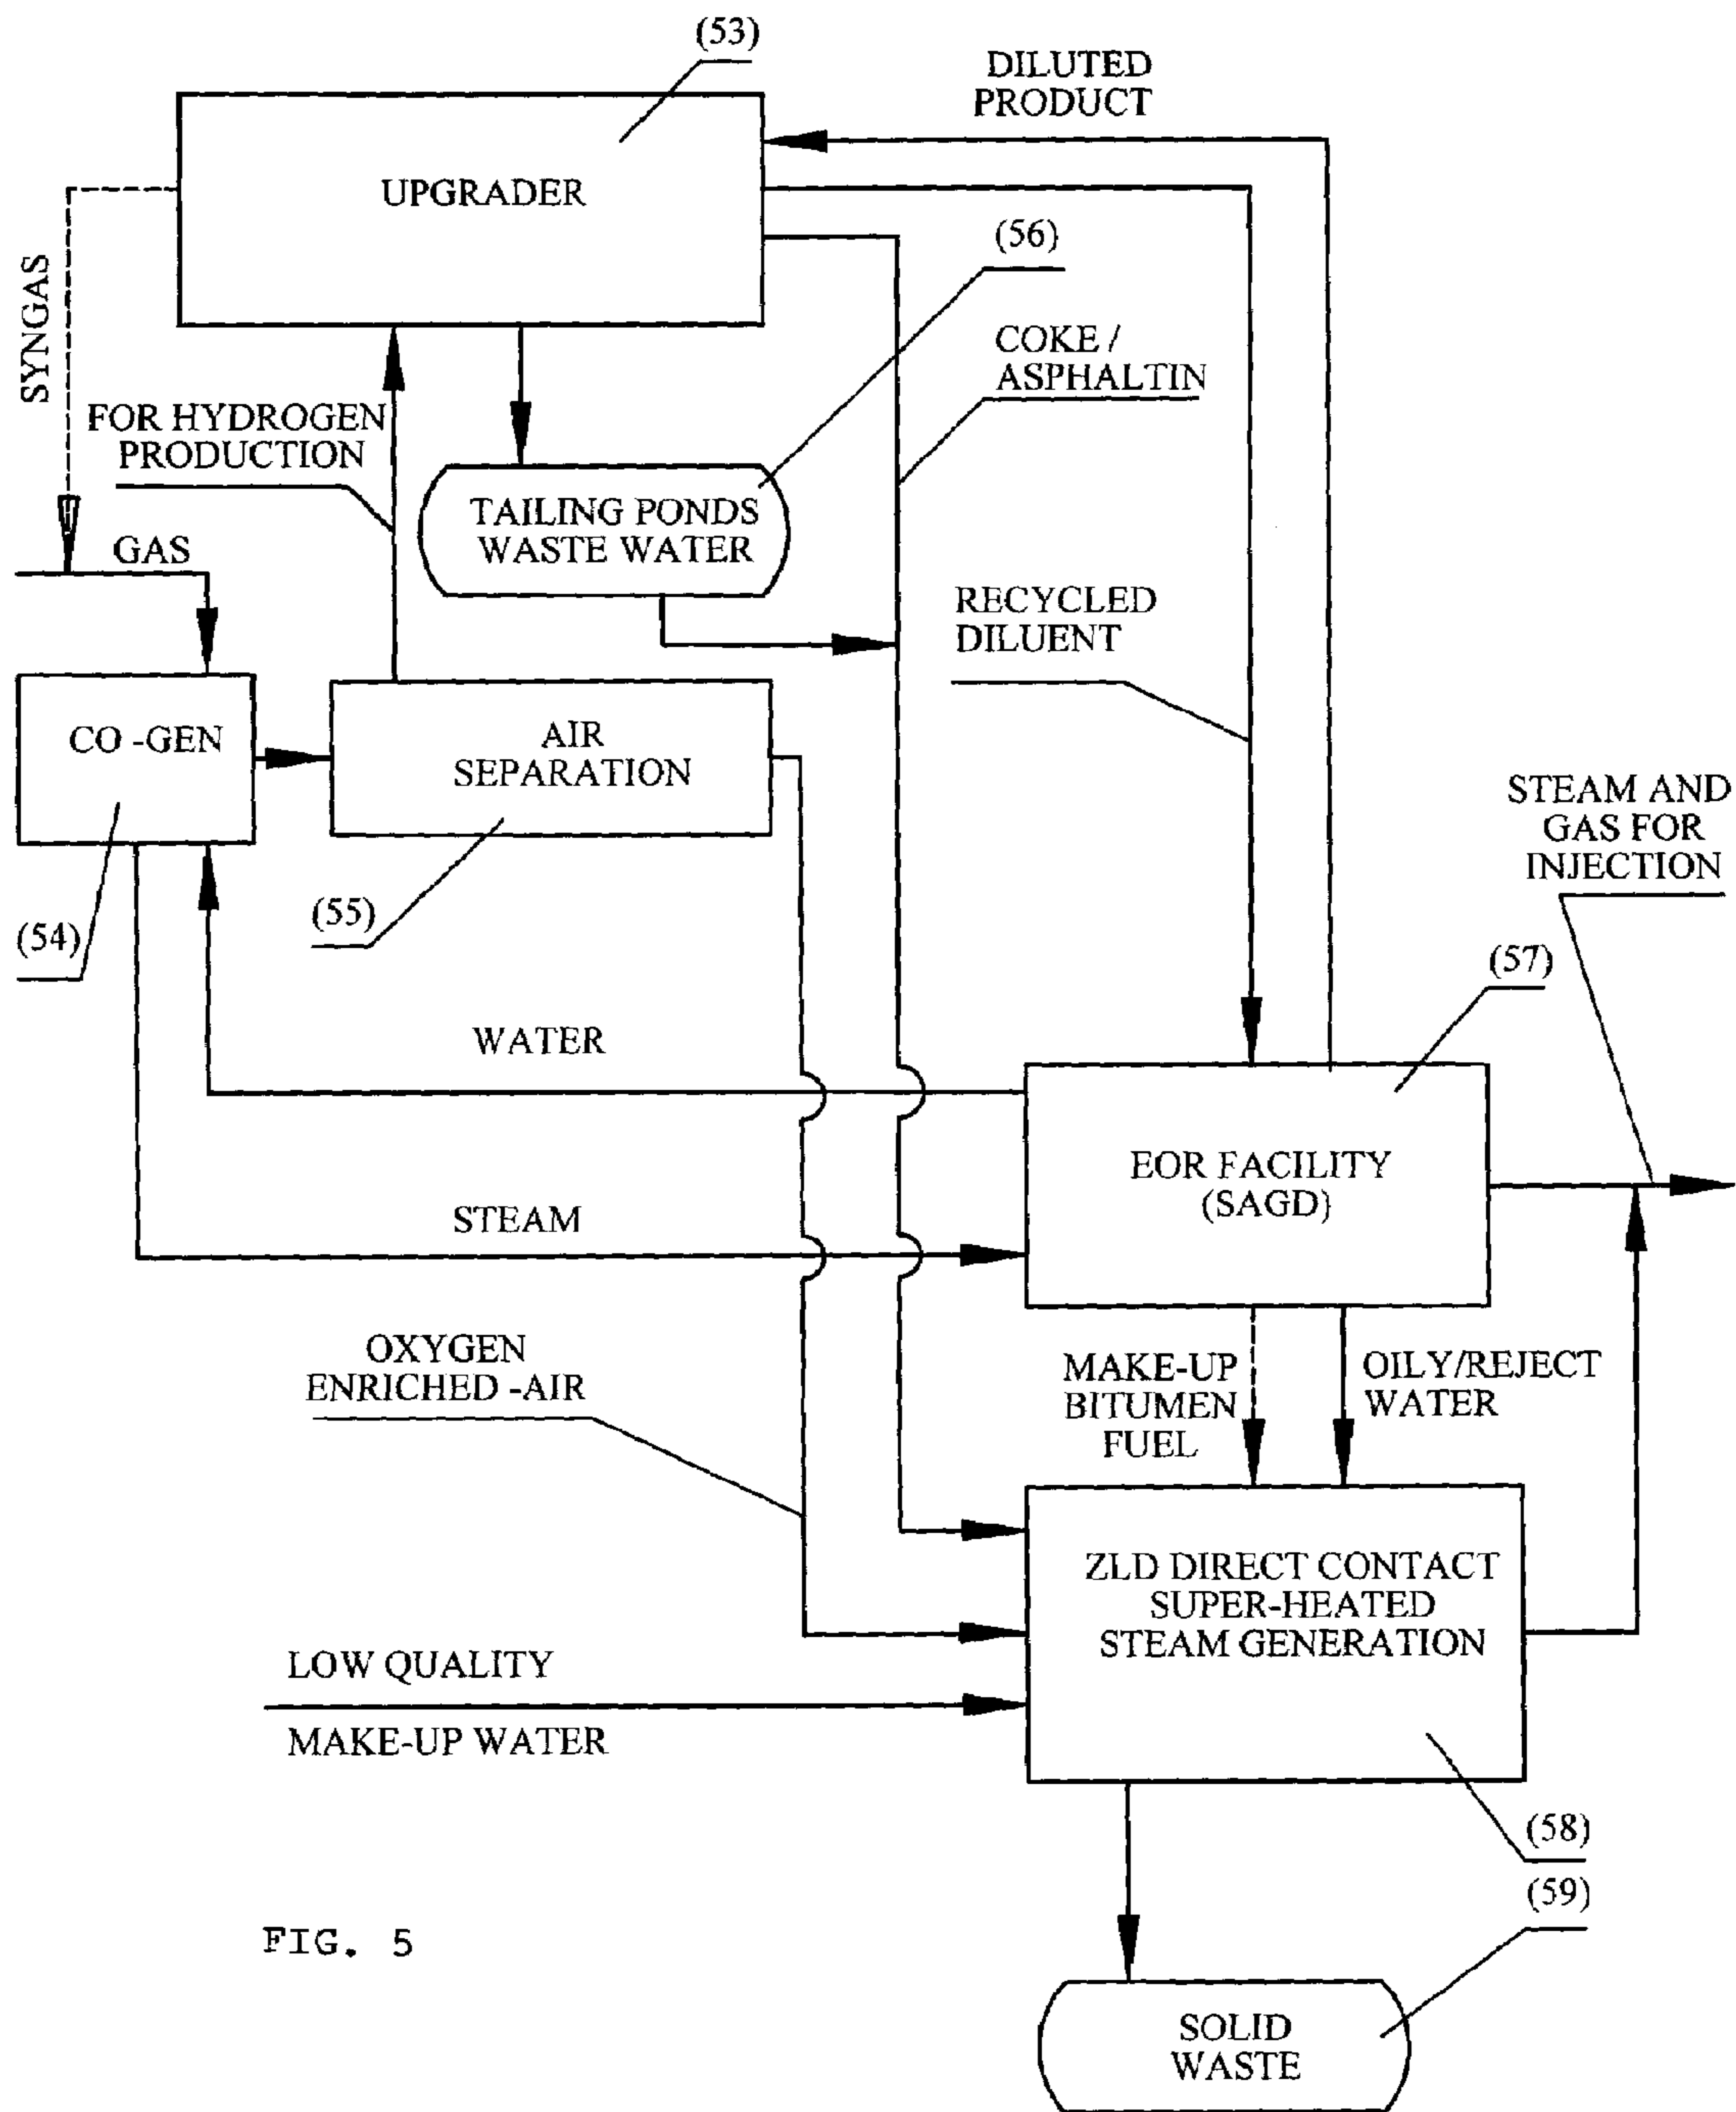 (53)
DILUTED
PRODUCT
UPGRADER
(56)
SYNGAS
COKE /
ASPHALTIN
FOR HYDROGEN
PRODUCTION
TAILING PONDS
WASTE WATER
GAS
RECYCLED
DILUENT
CO -GEN
AIR
SEPARATION
STEAM AND
GAS FOR
INJECTION
(55)
(54)
(57)
WATER
EOR FACILITY
(SAGD)
STEAM
OXYGEN
ENRICHED -AIR
MAKE-UP
BITUMEN
FUEL
OILY/REJECT
WATER
ZLD DIRECT CONTACT
SUPER-HEATED
STEAM GENERATION
LOW QUALITY
MAKE-UP WATER
(58)
(59)
FIG. 5
SOLID
WASTE